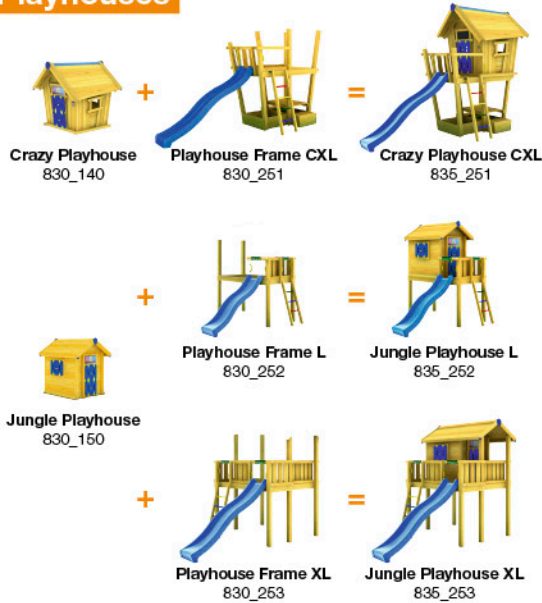 Playhouses
+
=
Crazy Playhouse
830_140
Playhouse Frame CXL
830_251
Crazy Playhouse CXL
835_251
+
=
Playhouse Frame L
830_252
Jungle Playhouse L
835_252
Jungle Playhouse
830_150
+
=
Playhouse Frame XL
830_253
Jungle Playhouse XL
835_253